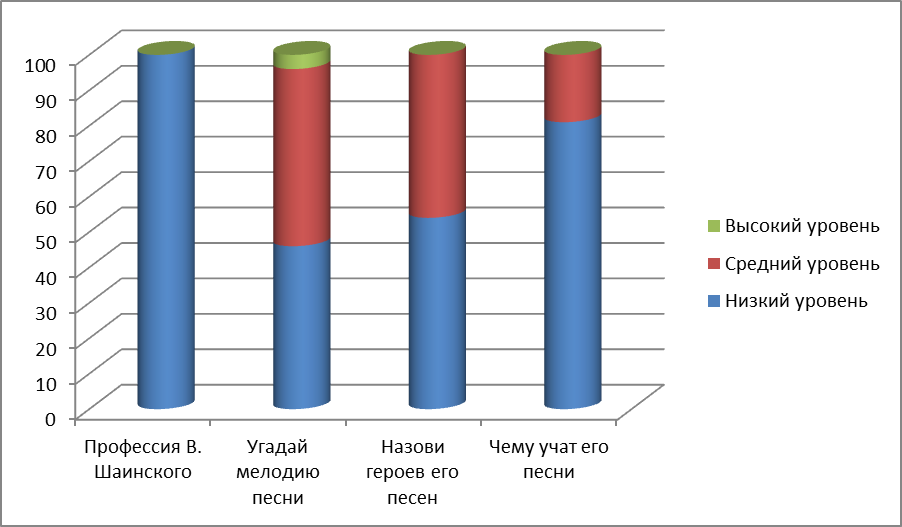 100
90
80
70
60
50
40
30
20
10
0
Профессия В.
Шаинского
Угадай
мелодию
песни
Назови
героев его
песен
Чему учат его
песни
Высокий уровень
Средний уровень
Низкий уровень